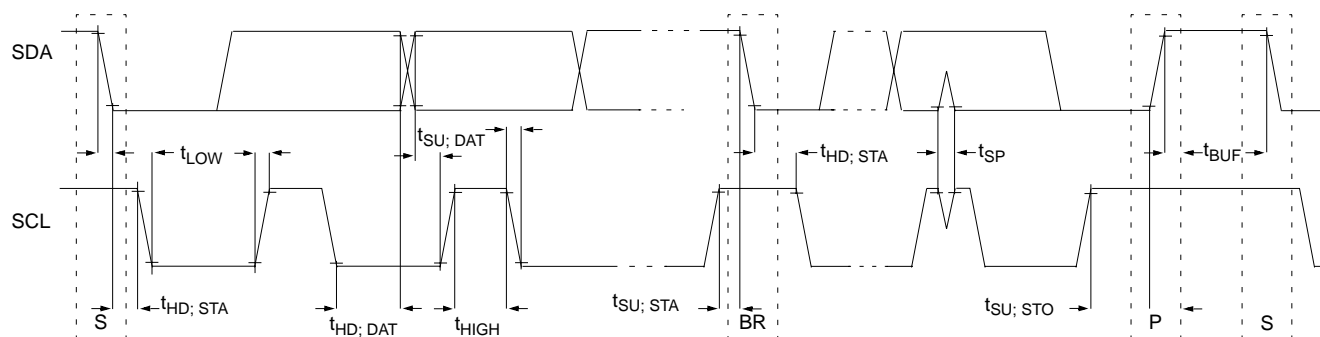 SDA
tSU; DAT
tLOW
tHD; STA
tSP
tBUF
SCL
tHD; STA
tHD; DAT
tHIGH
tSU; STA
tSU; STO
S
BR
P
S